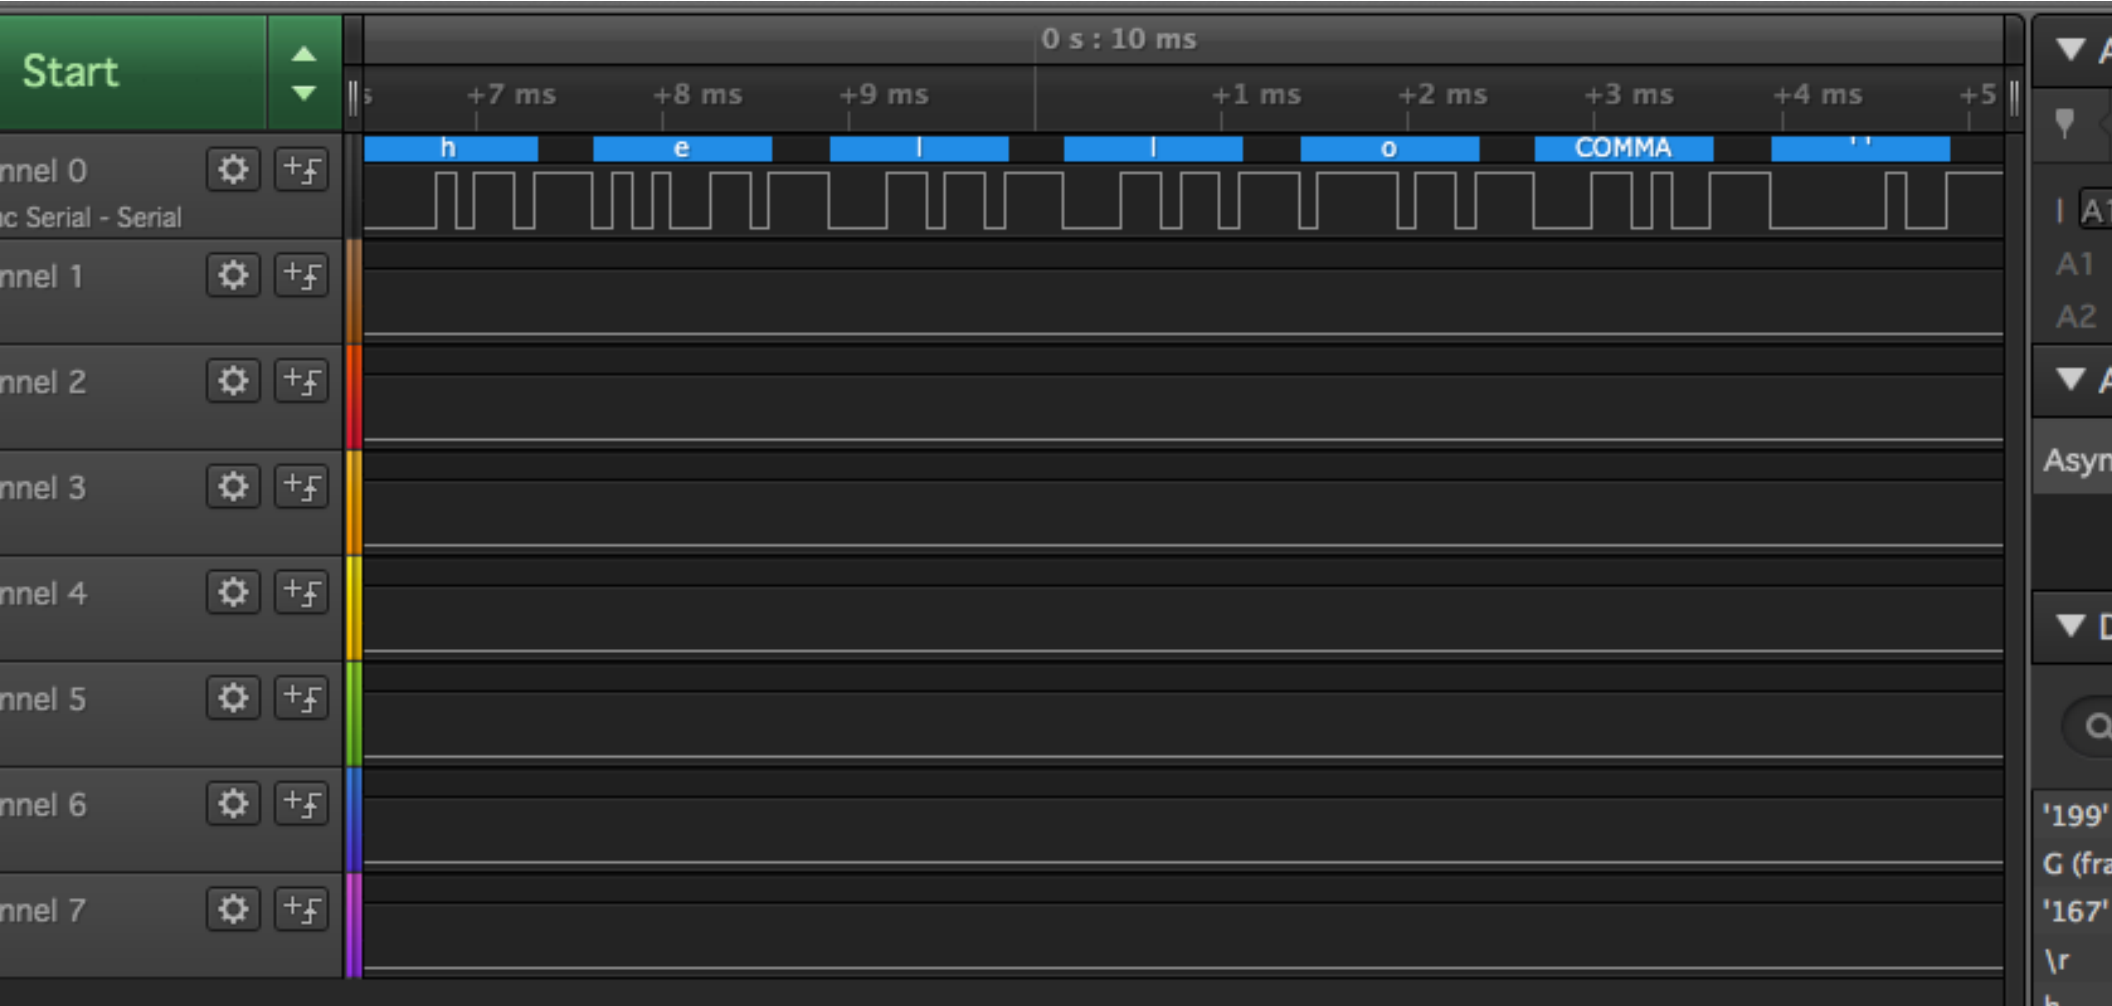 Start
0 s : 10 ms
s +7 ms +8 ms +9 ms +1 ms +2 ms +3 ms +4 ms +5
h e l l o COMMA ' '
nnel 0
nc Serial - Serial
nnel 1
nnel 2
nnel 3
nnel 4
nnel 5
nnel 6
nnel 7
A
A1
A1
A2
A
Asyn
D
'199'
G (fra
'167'
\r
h